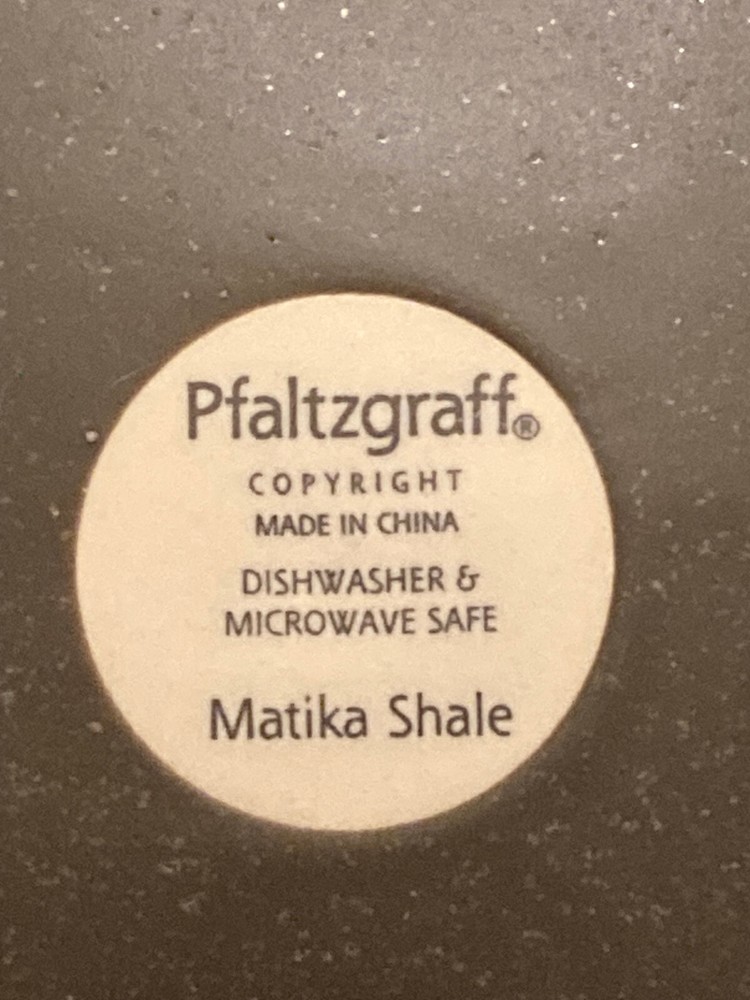 Pfaltzgraff®
COPYRIGHT
MADE IN CHINA
DISHWASHER &
MICROWAVE SAFE
Matika Shale